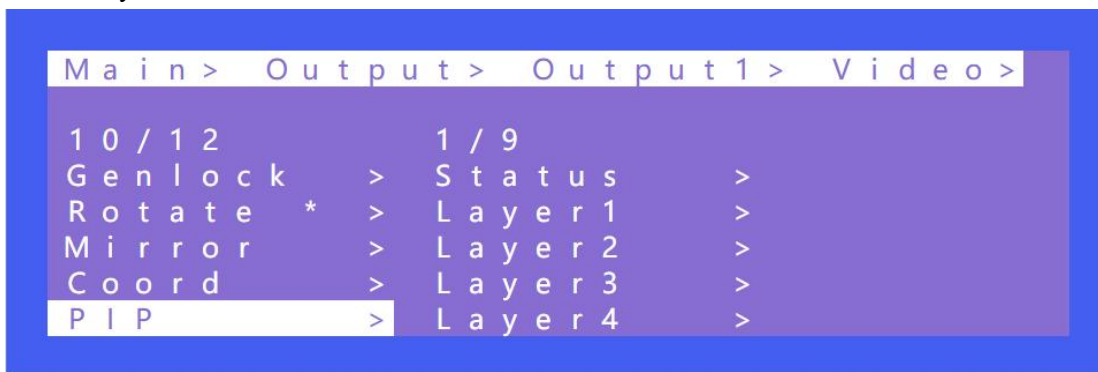 Main> Output> Output1> Video>
10/12 1/9
Genlock > Status >
Rotate * > Layer1 >
Mirror > Layer2 >
Coord > Layer3 >
PIP > Layer4 >